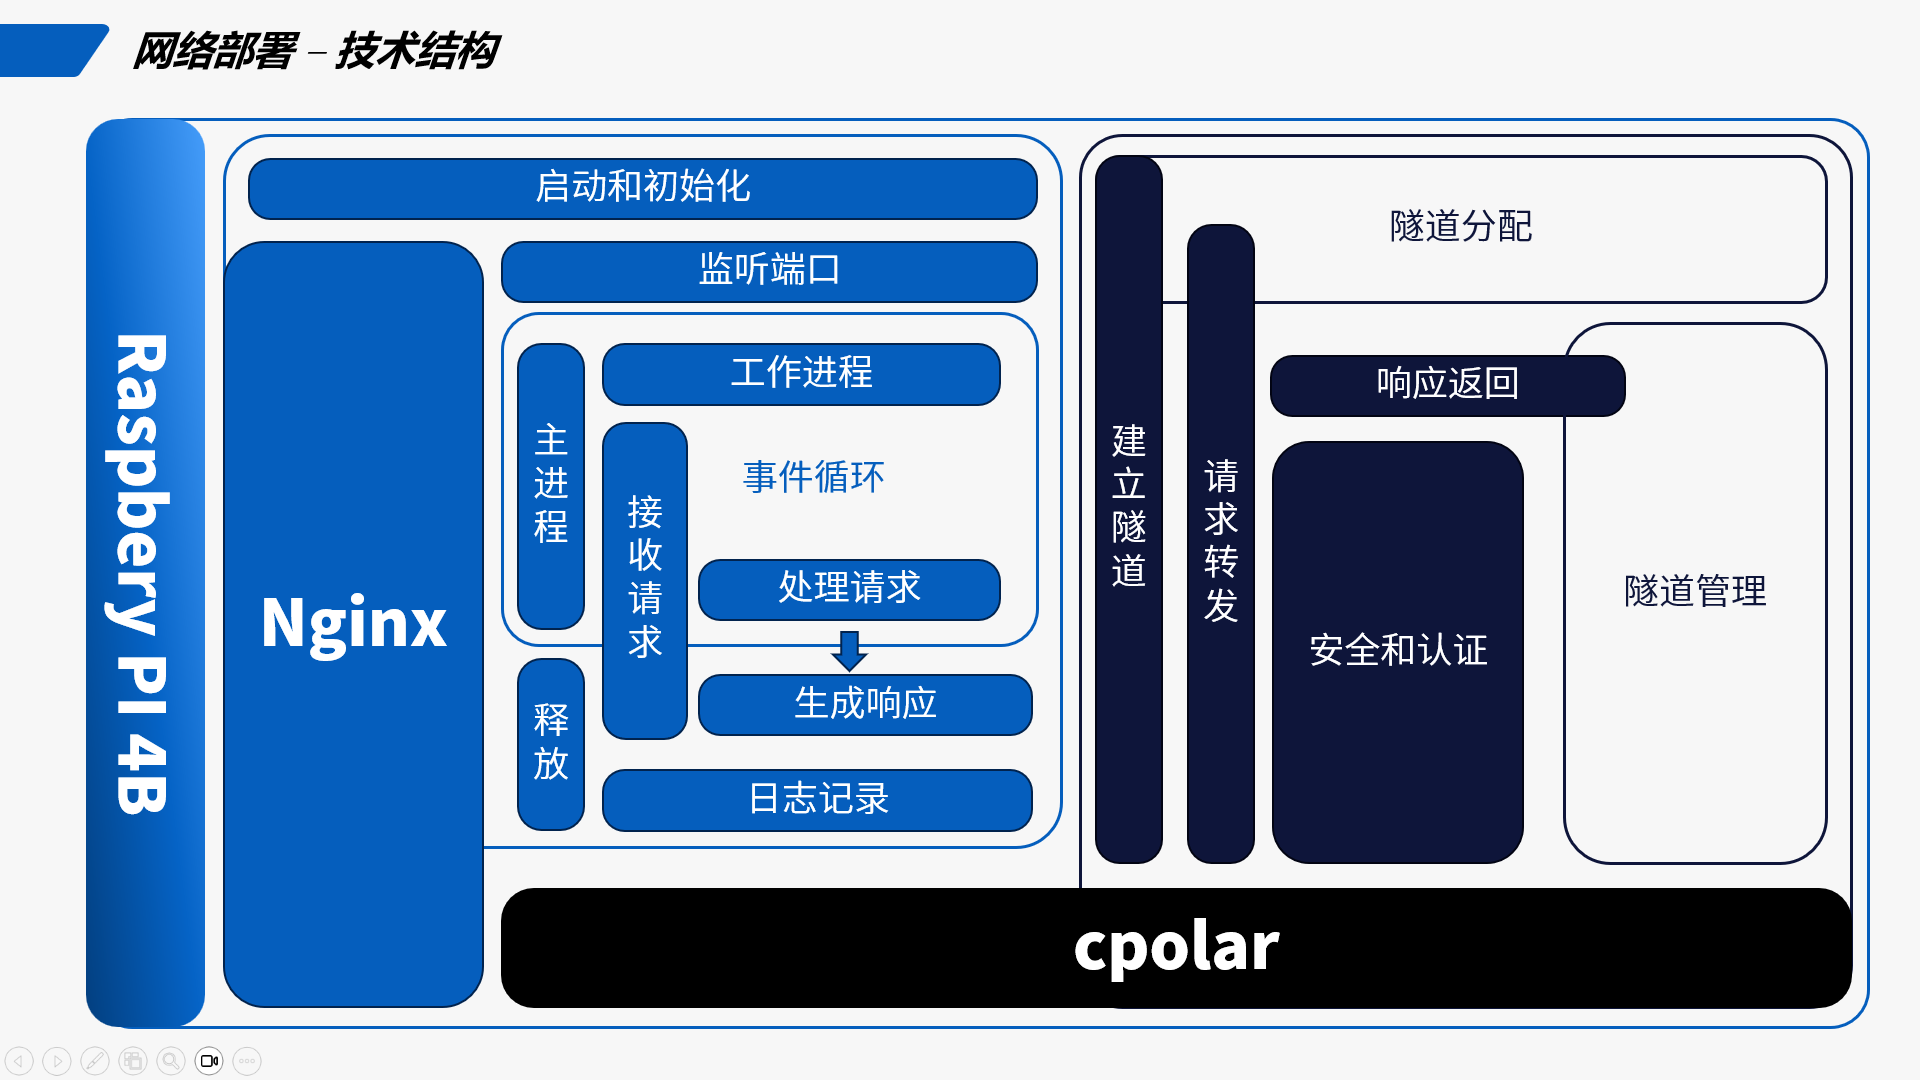 网络部署 – 技术结构
Raspbery PI 4B
启动和初始化
Nginx
监听端口
主进程
工作进程
接收请求
事件循环
处理请求
释放
生成响应
日志记录
建立隧道
隧道分配
请求转发
响应返回
安全和认证
隧道管理
cpolar